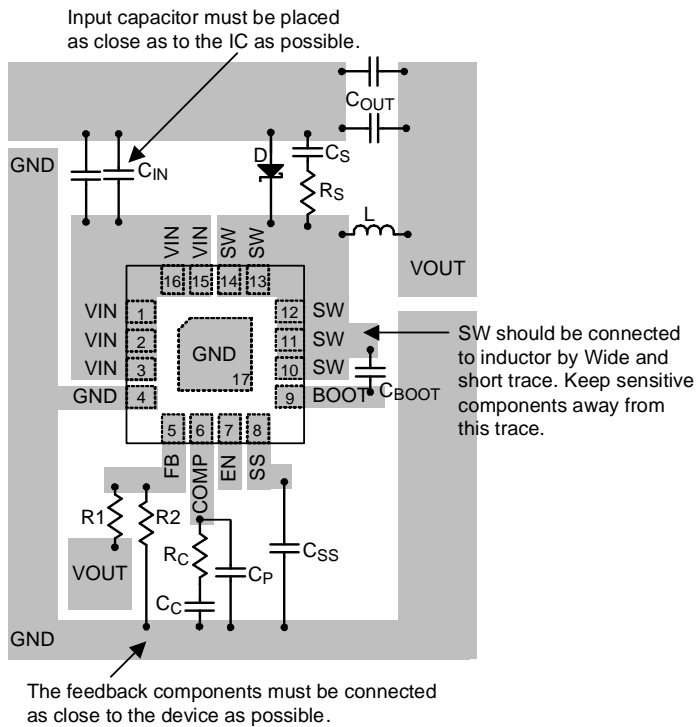 Input capacitor must be placed
as close as to the IC as possible.
COUT
GND
CIN
D
CS
RS
L
VOUT
VIN
VIN
SW
SW
16
15
14
13
VIN
1
12
SW
VIN
2
11
SW
VIN
3
10
SW
GND
4
9
BOOT
CBOOT
GND
17
SW should be connected
to inductor by Wide and
short trace. Keep sensitive
components away from
this trace.
5
6
7
8
FB
COMP
EN
SS
R1
R2
VOUT
RC
CP
CC
CSS
GND
The feedback components must be connected
as close to the device as possible.